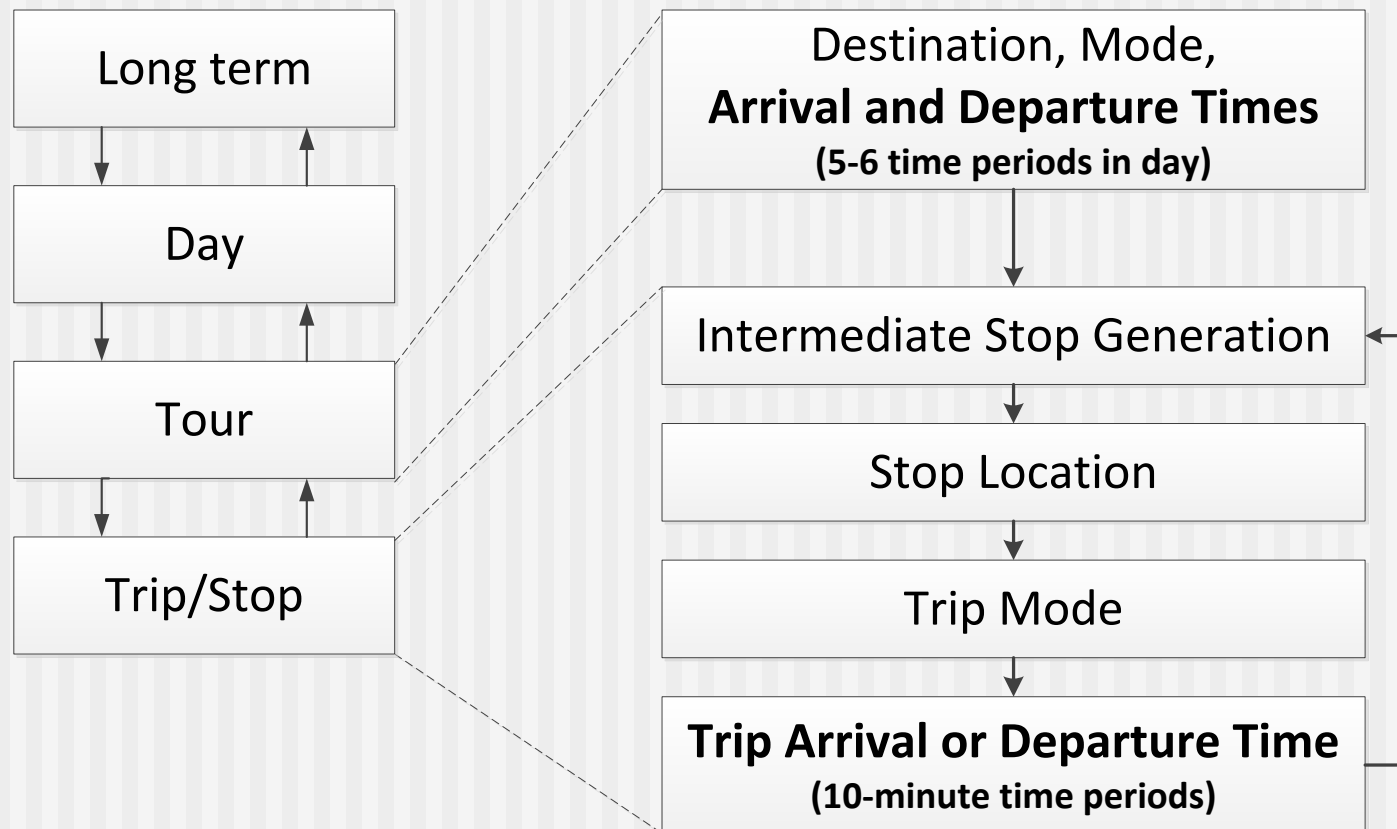 Long term
Day
Tour
Trip/Stop
Destination, Mode,
Arrival and Departure Times
(5-6 time periods in day)
Intermediate Stop Generation
Stop Location
Trip Mode
Trip Arrival or Departure Time
(10-minute time periods)